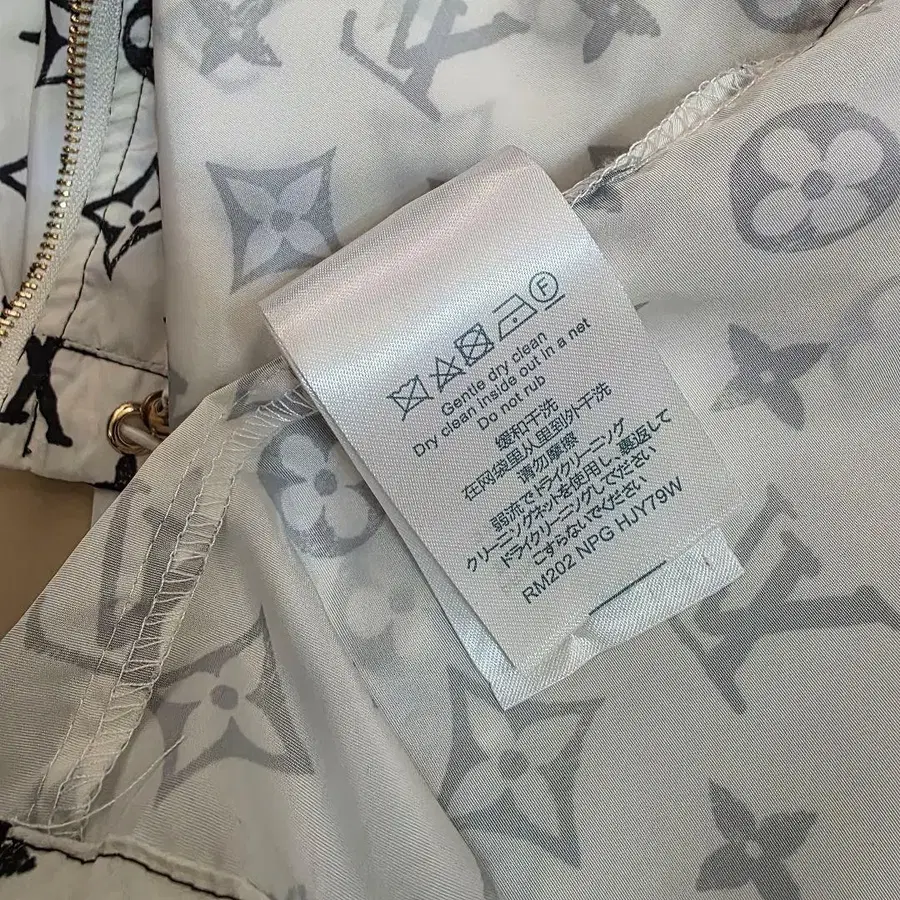 F
Gentle dry clean
Dry clean inside out in a net
Do not rub
缓和干洗
在网袋里从里到外干洗
请勿摩擦
弱流でドライクリーニング
クリーニングネットを使用し、裏返して
ドライクリーニングしてください
こすらないでください
RM202 NPG HJY79W